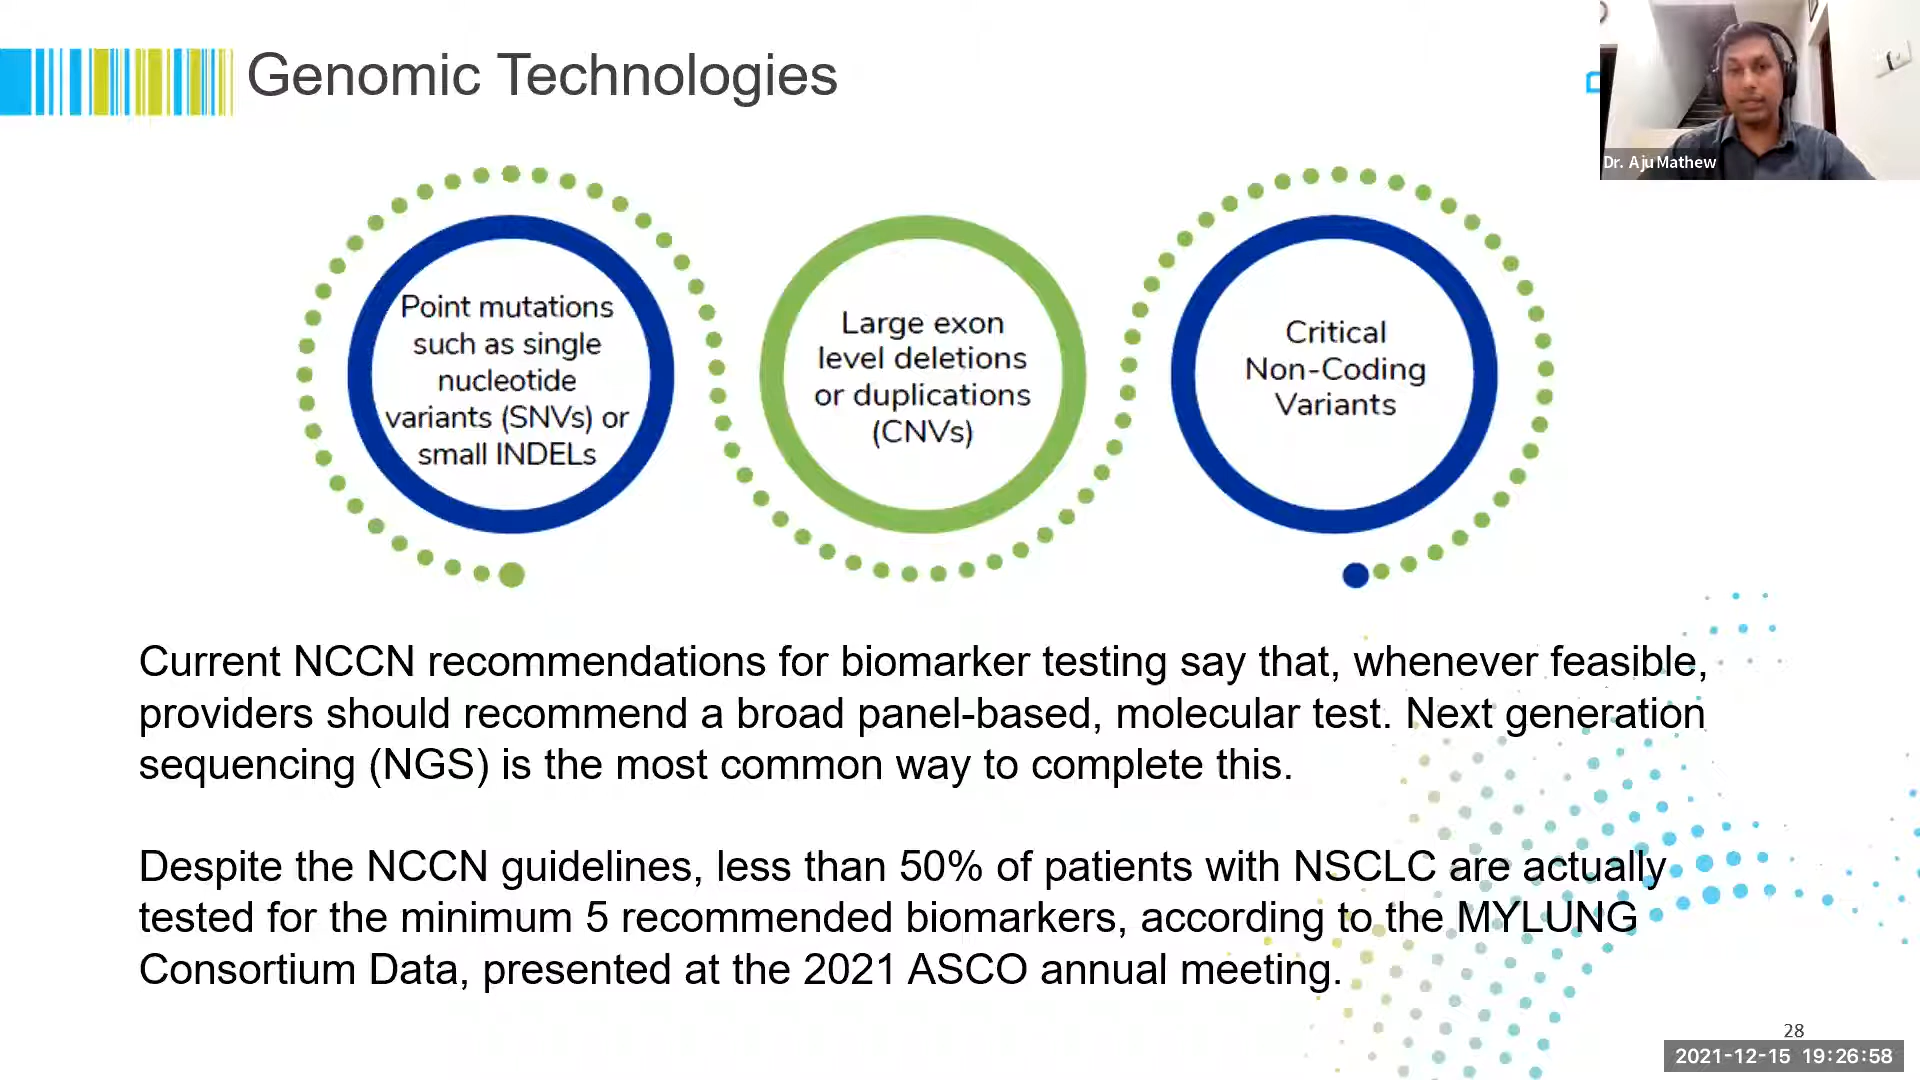 Genomic Technologies
Dr. Aju Mathew
Point mutations
such as single
nucleotide
variants (SNVs) or
small INDELs
Large exon
level deletions
or duplications
(CNVs)
Critical
Non-Coding
Variants
Current NCCN recommendations for biomarker testing say that, whenever feasible,
providers should recommend a broad panel-based, molecular test. Next generation
sequencing (NGS) is the most common way to complete this.
Despite the NCCN guidelines, less than 50% of patients with NSCLC are actually
tested for the minimum 5 recommended biomarkers, according to the MYLUNG
Consortium Data, presented at the 2021 ASCO annual meeting.
28
2021-12-15 19:26:58